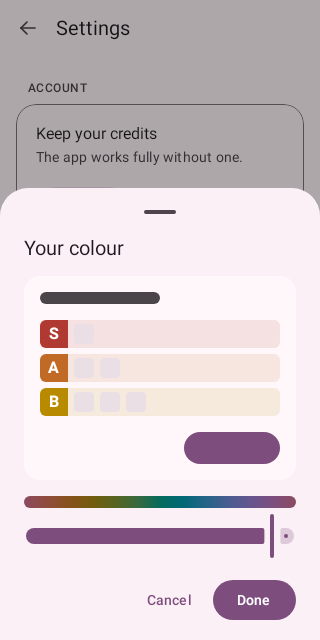 Settings
ACCOUNT
Keep your credits
The app works fully without one.
Your colour
S
A
B
Cancel
Done